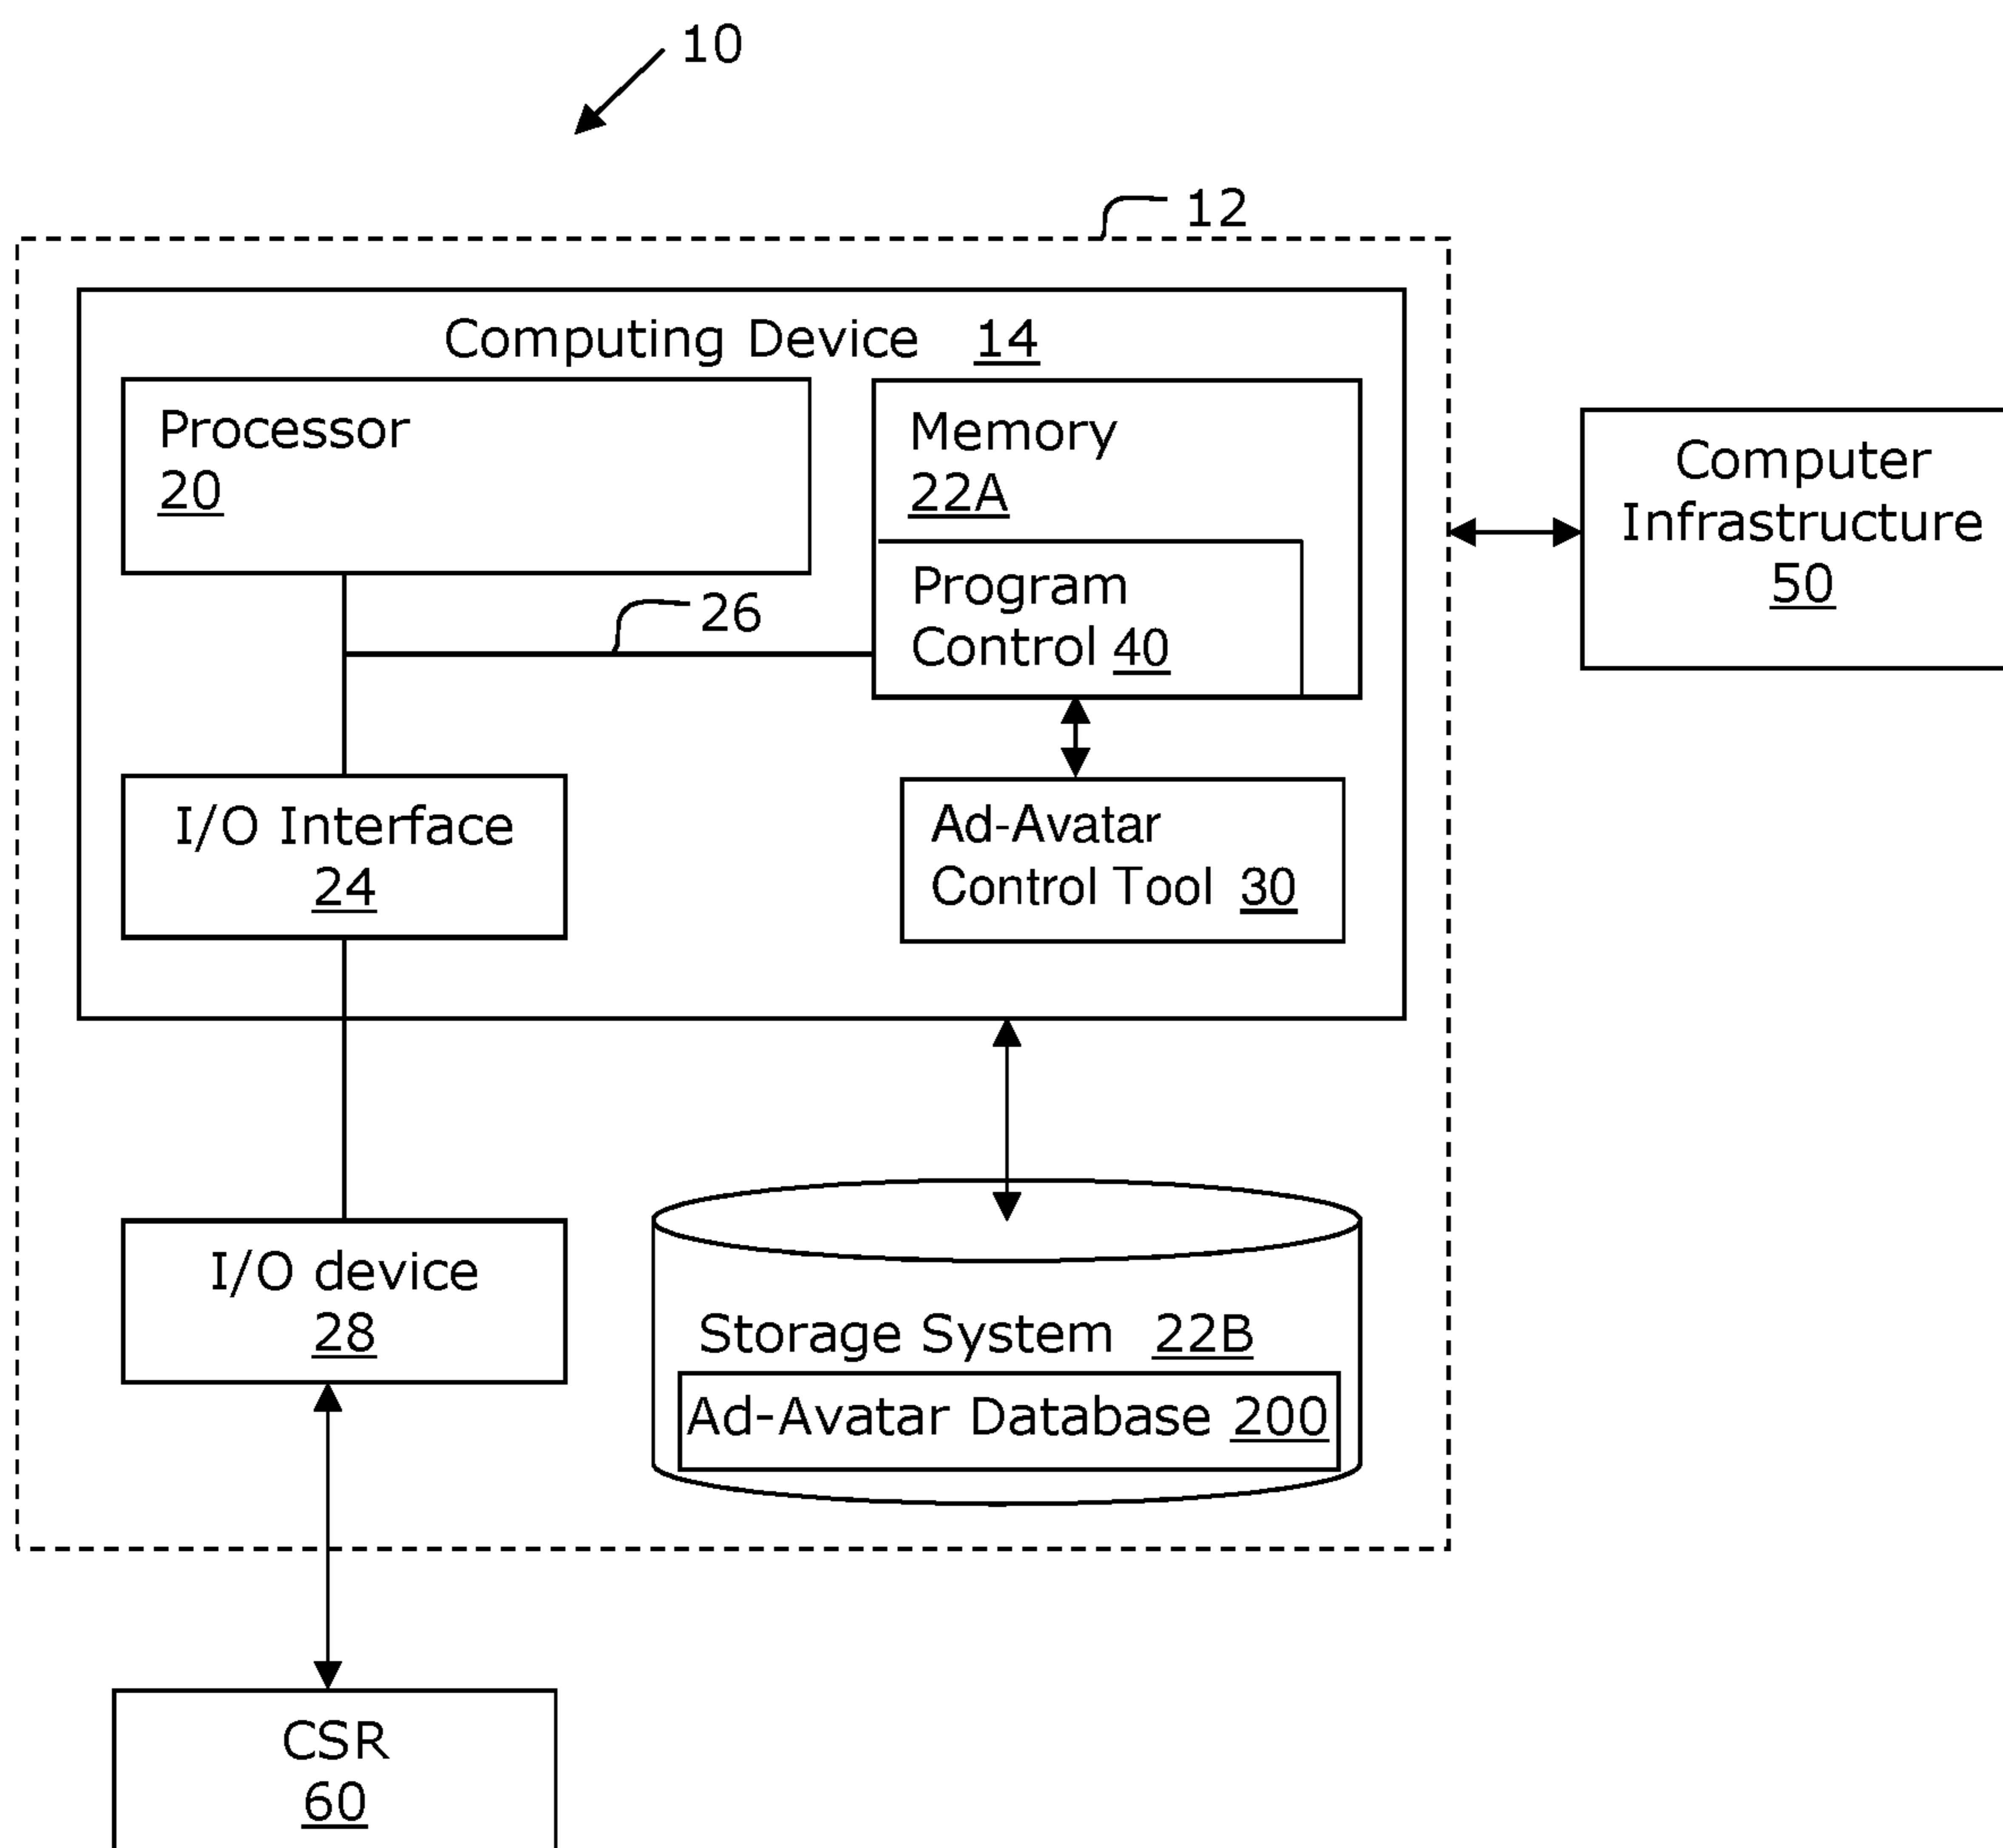 10
12
Computing Device 14
Processor
20
Memory
22A
Program
Control 40
26
Computer
Infrastructure
50
I/O Interface
24
Ad-Avatar
Control Tool 30
I/O device
28
Storage System 22B
Ad-Avatar Database 200
CSR
60